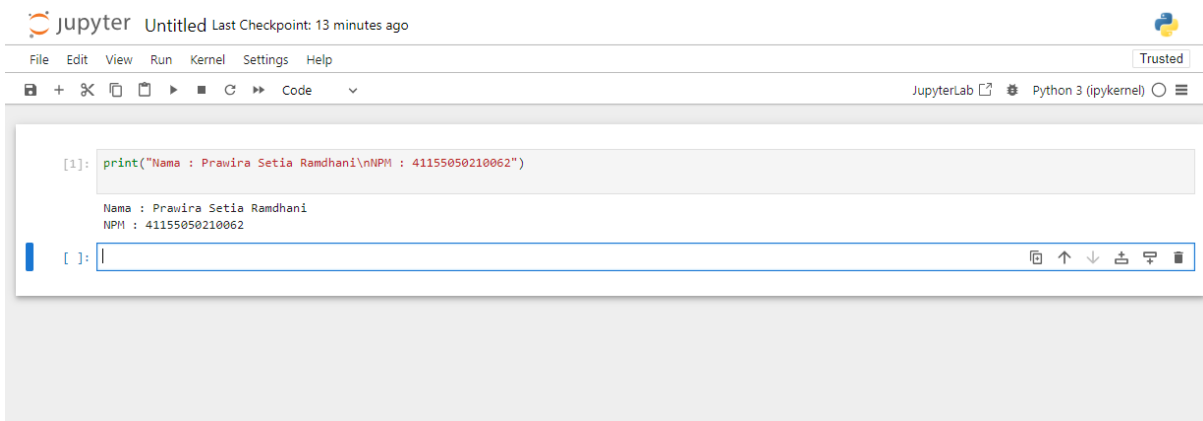 jupyter Untitled Last Checkpoint: 13 minutes ago
File Edit View Run Kernel Settings Help Trusted
Code JupyterLab Python 3 (ipykernel)
[1]: print("Nama : Prawira Setia Ramdhani\nNPM : 41155050210062")
Nama : Prawira Setia Ramdhani
NPM : 41155050210062
[ ]: